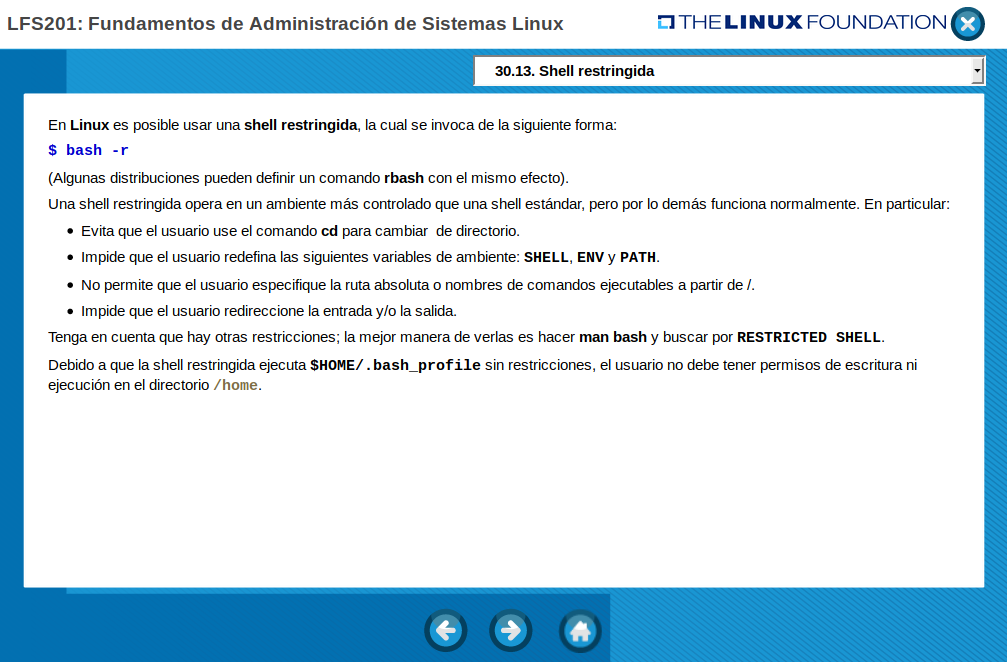 LFS201: Fundamentos de Administración de Sistemas Linux
THE LINUX FOUNDATION
30.13. Shell restringida
En Linux es posible usar una shell restringida, la cual se invoca de la siguiente forma:
$ bash -r
(Algunas distribuciones pueden definir un comando rbash con el mismo efecto).
Una shell restringida opera en un ambiente más controlado que una shell estándar, pero por lo demás funciona normalmente. En particular:
• Evita que el usuario use el comando cd para cambiar  de directorio.
• Impide que el usuario redefina las siguientes variables de ambiente: SHELL, ENV y PATH.
• No permite que el usuario especifique la ruta absoluta o nombres de comandos ejecutables a partir de /.
• Impide que el usuario redireccione la entrada y/o la salida.
Tenga en cuenta que hay otras restricciones; la mejor manera de verlas es hacer man bash y buscar por RESTRICTED SHELL.
Debido a que la shell restringida ejecuta $HOME/.bash_profile sin restricciones, el usuario no debe tener permisos de escritura ni
ejecución en el directorio /home.